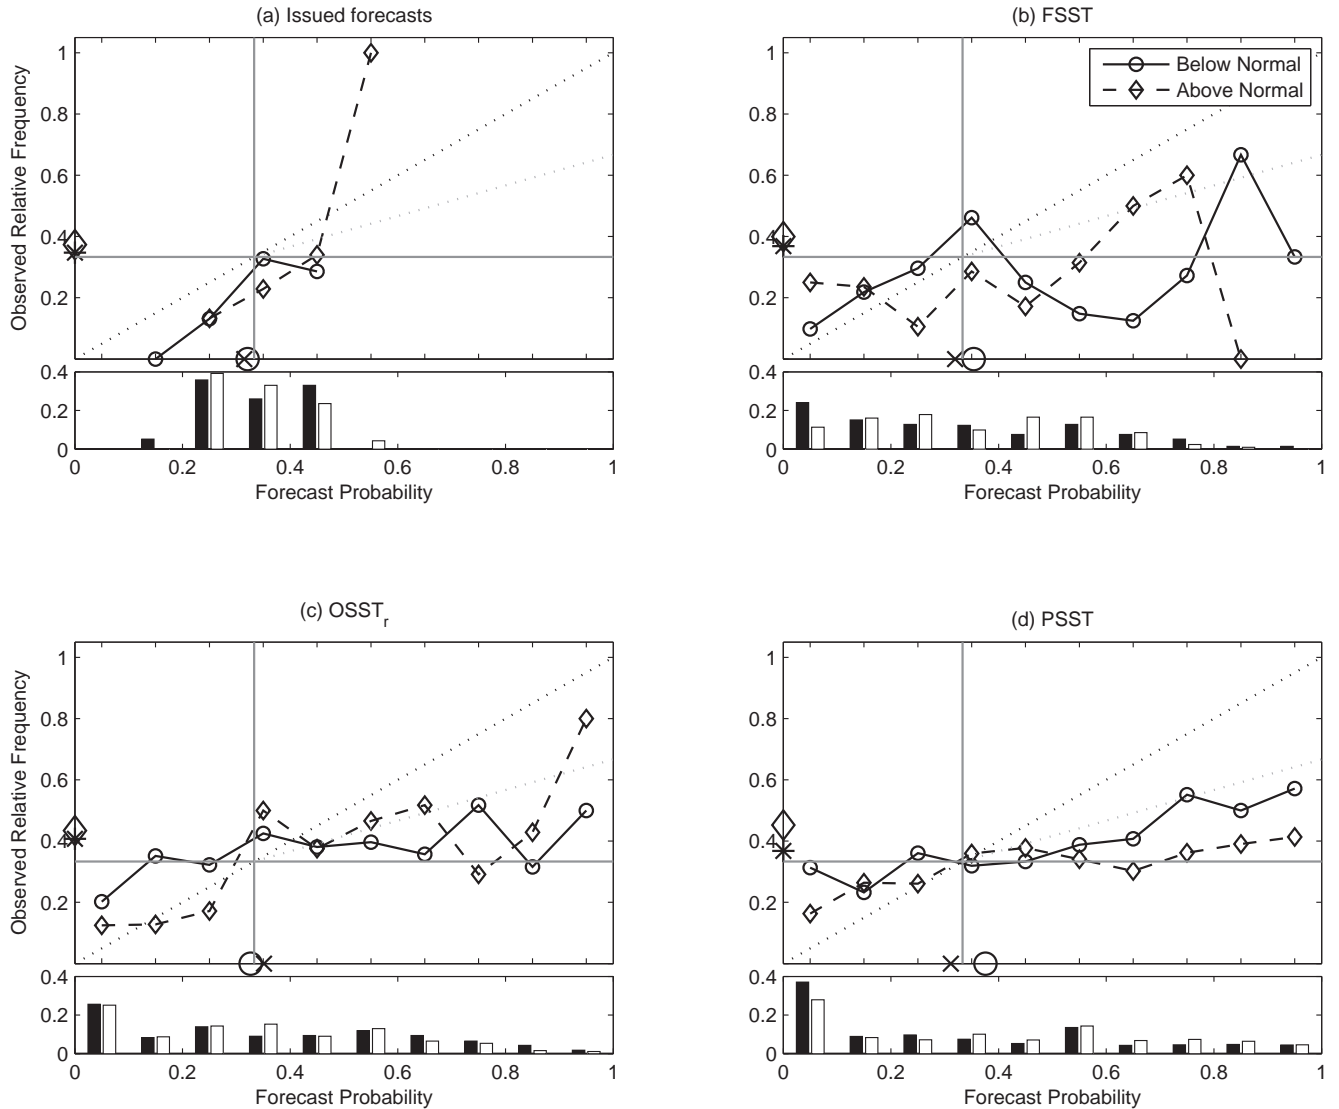 (a) Issued forecasts
Observed Relative Frequency
1
0.8
0.6
0.4
0.2
0.4
0.2
0
0 0.2 0.4 0.6 0.8 1
Forecast Probability
(b) FSST
Below Normal
Above Normal
1
0.8
0.6
0.4
0.2
0.4
0.2
0
0 0.2 0.4 0.6 0.8 1
Forecast Probability
(c) OSST_r
Observed Relative Frequency
1
0.8
0.6
0.4
0.2
0.4
0.2
0
0 0.2 0.4 0.6 0.8 1
Forecast Probability
(d) PSST
1
0.8
0.6
0.4
0.2
0.4
0.2
0
0 0.2 0.4 0.6 0.8 1
Forecast Probability